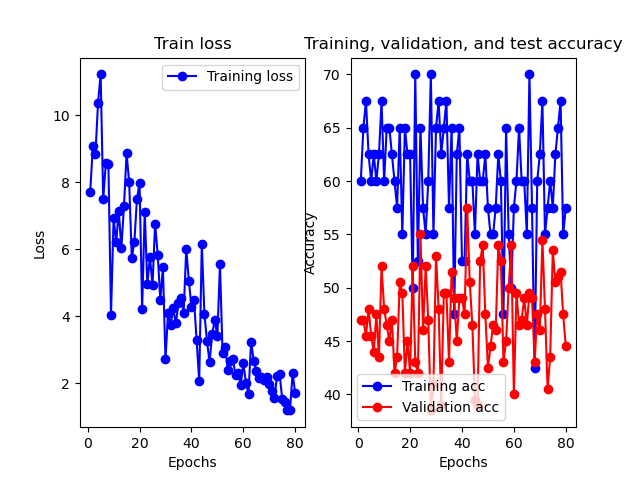 Train loss
Training loss
10
8
6
4
2
0
20
40
60
80
Loss
Epochs
Training, validation, and test accuracy
70
65
60
55
50
45
40
0
20
40
60
80
Accuracy
Epochs
Training acc
Validation acc